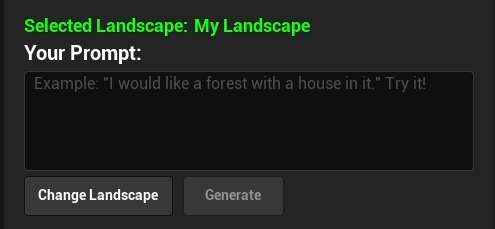 Selected Landscape: My Landscape
Your Prompt:
Example: "I would like a forest with a house in it." Try it!
Change Landscape
Generate